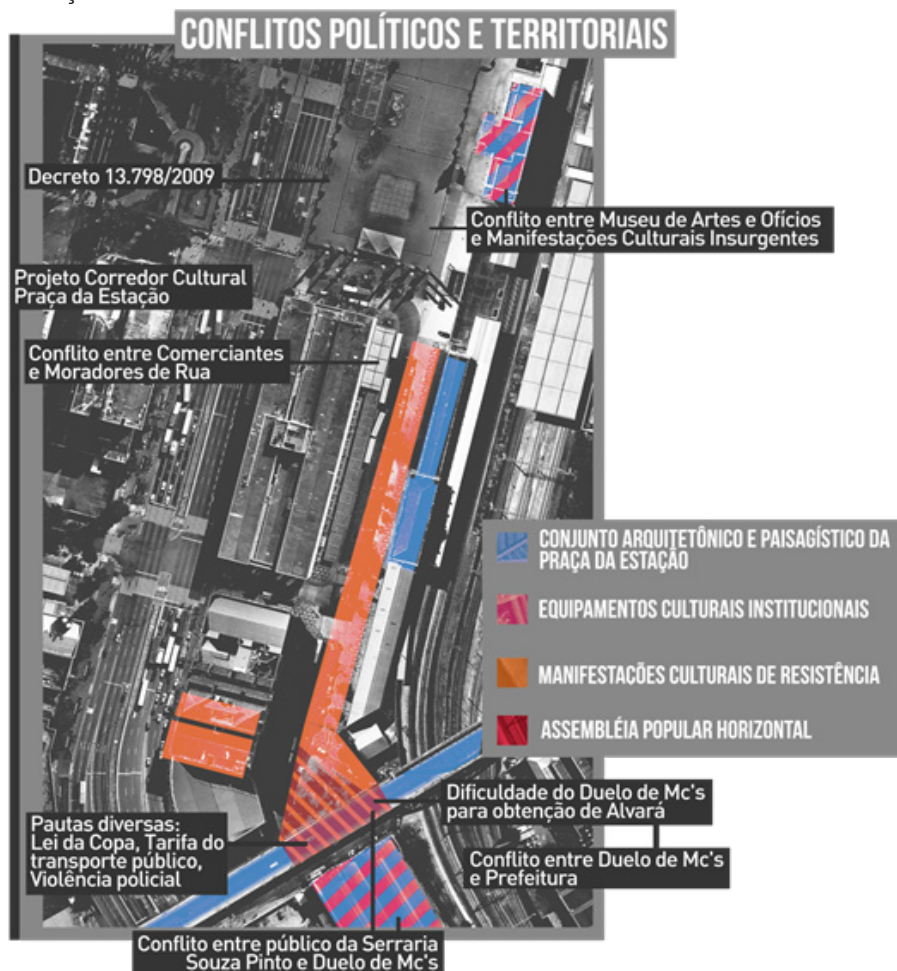 CONFLITOS POLÍTICOS E TERRITORIAIS
Decreto 13.798/2009
Conflito entre Museu de Artes e Ofícios
e Manifestações Culturais Insurgentes
Projeto Corredor Cultural
Praça da Estação
Conflito entre Comerciantes
e Moradores de Rua
CONJUNTO ARQUITETÔNICO E PAISAGÍSTICO DA
PRAÇA DA ESTAÇÃO
EQUIPAMENTOS CULTURAIS INSTITUCIONAIS
MANIFESTAÇÕES CULTURAIS DE RESISTÊNCIA
ASSEMBLÉIA POPULAR HORIZONTAL
Dificuldade do Duelo de Mc's
para obtenção de Alvará
Pautas diversas:
Lei da Copa, Tarifa do
transporte público,
Violência policial
Conflito entre Duelo de Mc's
e Prefeitura
Conflito entre público da Serraria
Souza Pinto e Duelo de Mc's